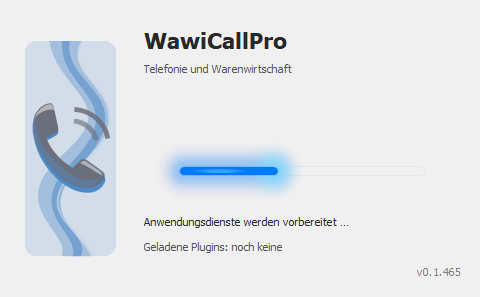 WawiCallPro
Telefonie und Warenwirtschaft
Anwendungsdienste werden vorbereitet ...
Geladene Plugins: noch keine
v0.1.465